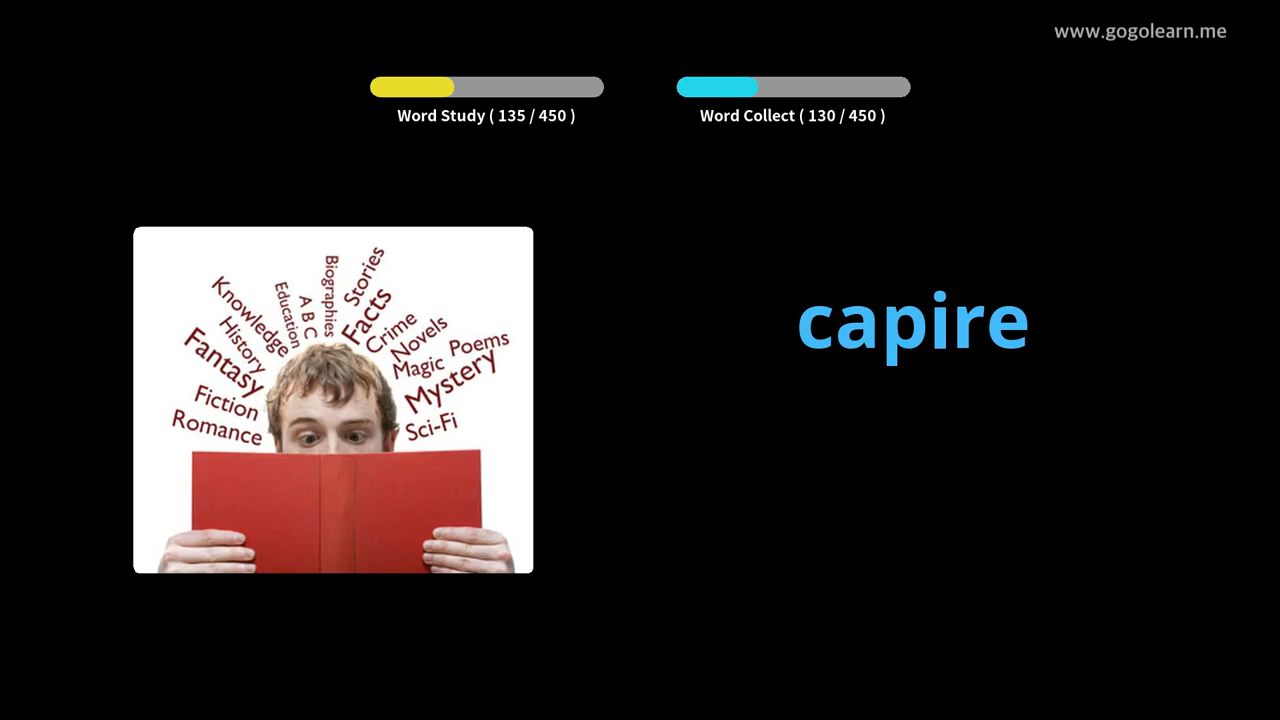 www.gogolearn.me
Word Study ( 135 / 450 )
Word Collect ( 130 / 450 )
Biographies
Stories
Education
A B C
Facts
Knowledge
Crime
History
Novels
Poems
Fantasy
Magic
Mystery
Fiction
Sci-Fi
Romance
capire